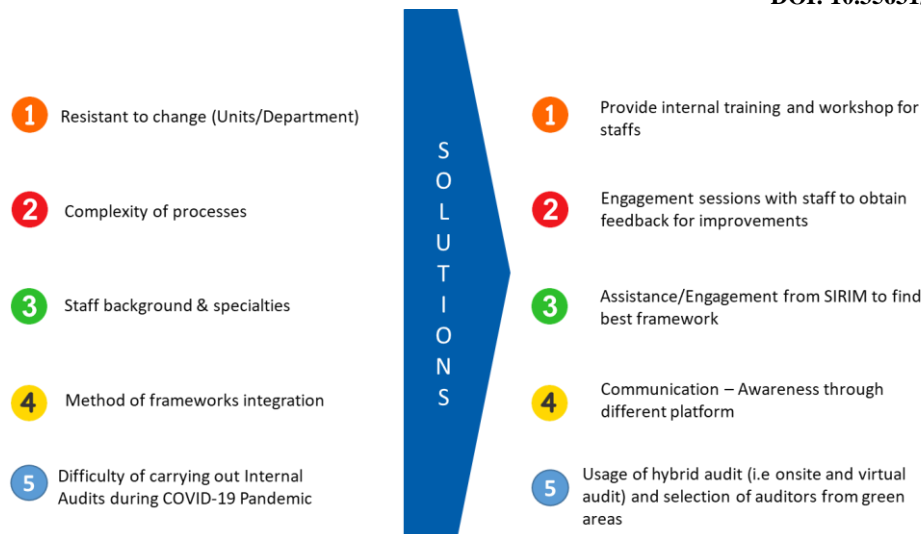 1
Resistant to change (Units/Department)
2
Complexity of processes
3
Staff background & specialties
4
Method of frameworks integration
5
Difficulty of carrying out Internal
Audits during COVID-19 Pandemic
S
O
L
U
T
I
O
N
S
1
Provide internal training and workshop for
staffs
2
Engagement sessions with staff to obtain
feedback for improvements
3
Assistance/Engagement from SIRIM to find
best framework
4
Communication – Awareness through
different platform
5
Usage of hybrid audit (i.e onsite and virtual
audit) and selection of auditors from green
areas